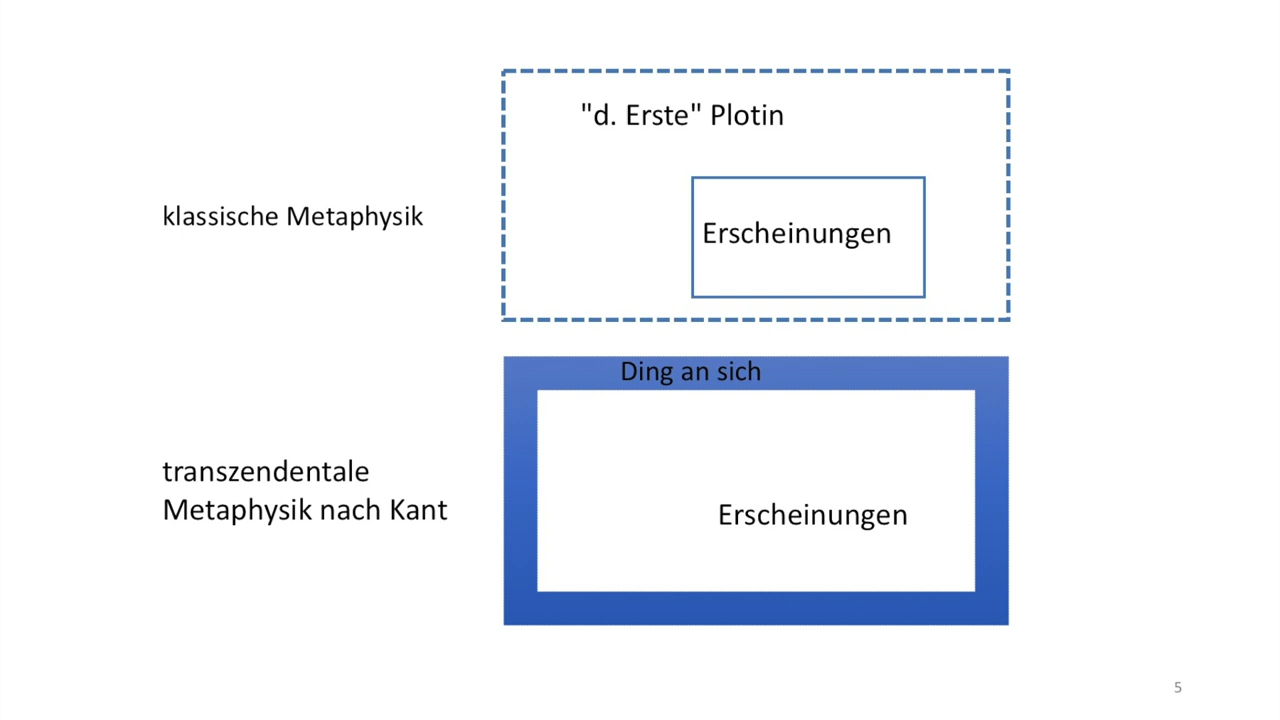 "d. Erste" Plotin
klassische Metaphysik
Erscheinungen
Ding an sich
transzendentale
Metaphysik nach Kant
Erscheinungen
5